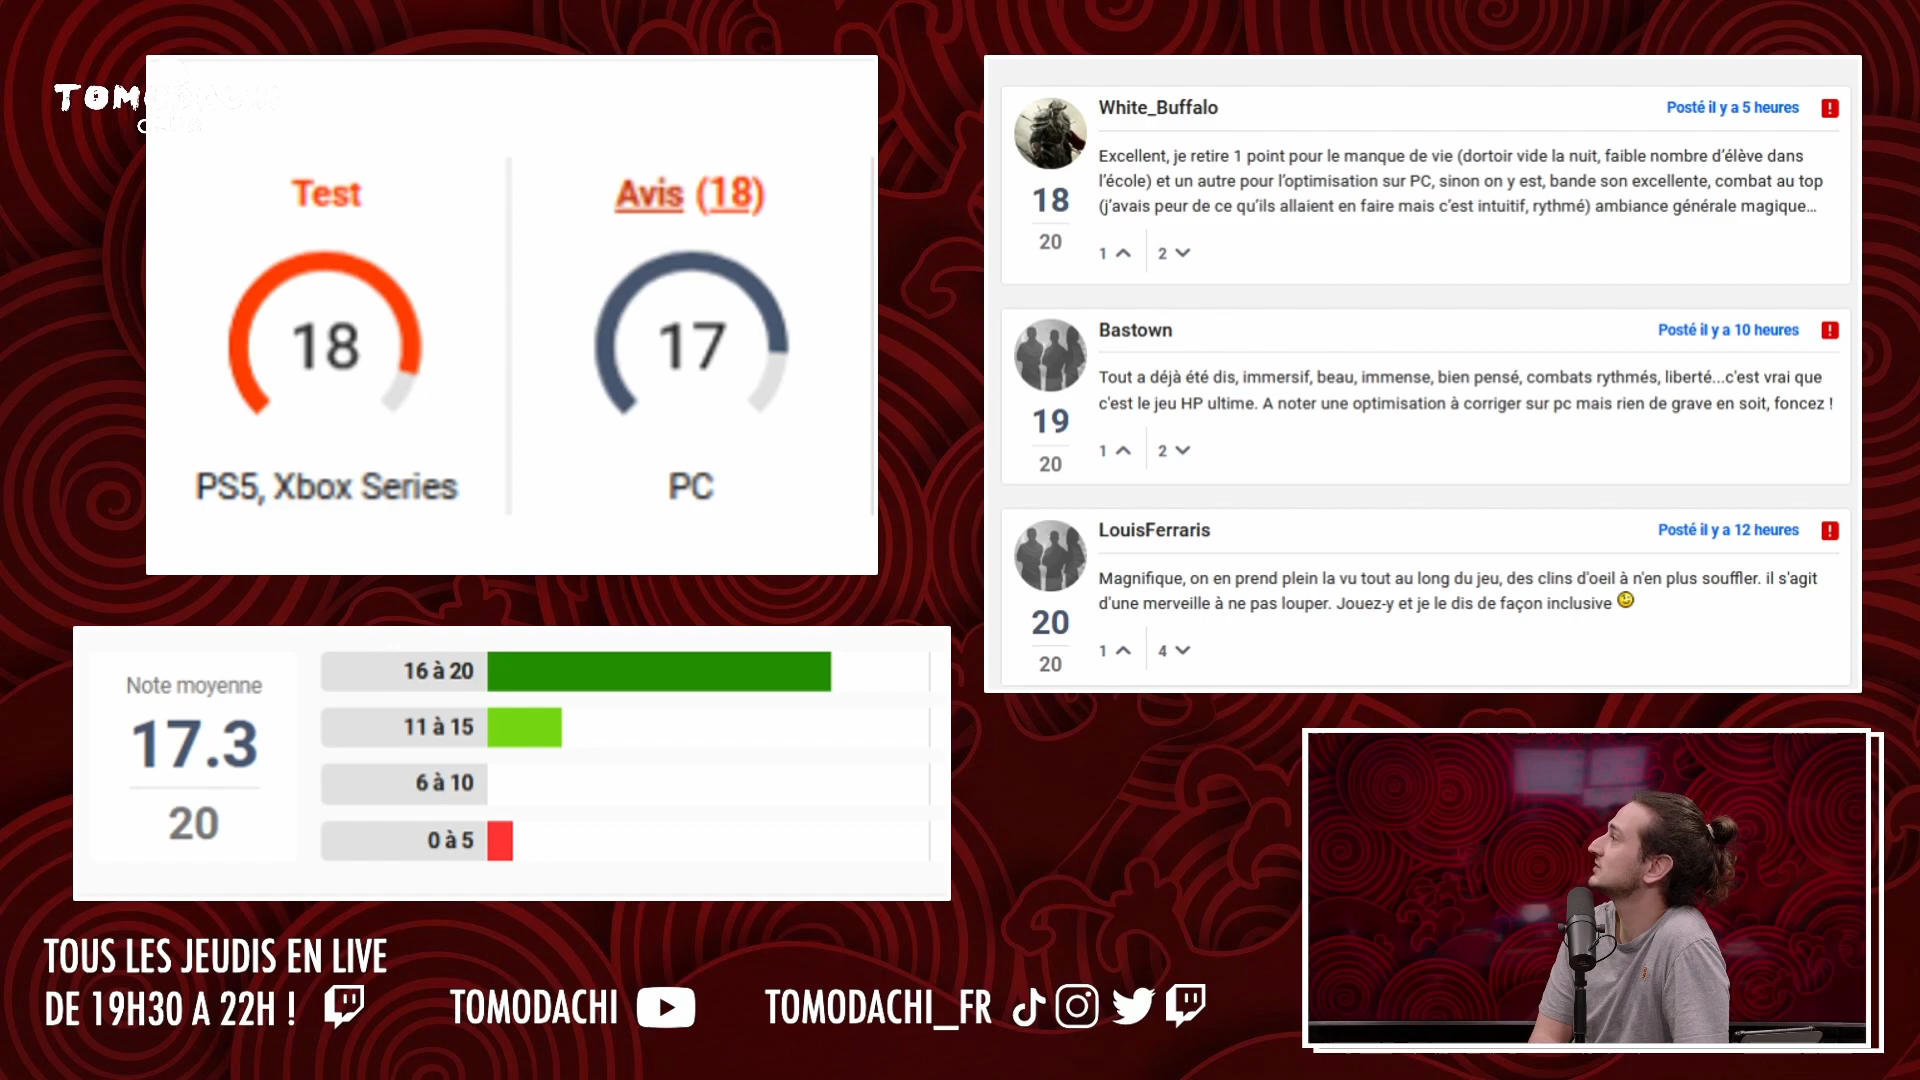 TOMODACHI
CLUB
Test
Avis (18)
18
17
PS5, Xbox Series
PC
White_Buffalo
Posté il y a 5 heures
Excellent, je retire 1 point pour le manque de vie (dortoir vide la nuit, faible nombre d’élève dans
l’école) et un autre pour l’optimisation sur PC, sinon on y est, bande son excellente, combat au top
(j’avais peur de ce qu’ils allaient en faire mais c’est intuitif, rythmé) ambiance générale magique...
18
20
1
2
Bastown
Posté il y a 10 heures
Tout a déjà été dis, immersif, beau, immense, bien pensé, combats rythmés, liberté...c'est vrai que
c'est le jeu HP ultime. A noter une optimisation à corriger sur pc mais rien de grave en soit, foncez !
19
20
1
2
LouisFerraris
Posté il y a 12 heures
Magnifique, on en prend plein la vu tout au long du jeu, des clins d'oeil à n'en plus souffler. il s'agit
d'une merveille à ne pas louper. Jouez-y et je le dis de façon inclusive
20
20
1
4
Note moyenne
17.3
20
16 à 20
11 à 15
6 à 10
0 à 5
TOUS LES JEUDIS EN LIVE
DE 19H30 A 22H !
TOMODACHI
TOMODACHI_FR